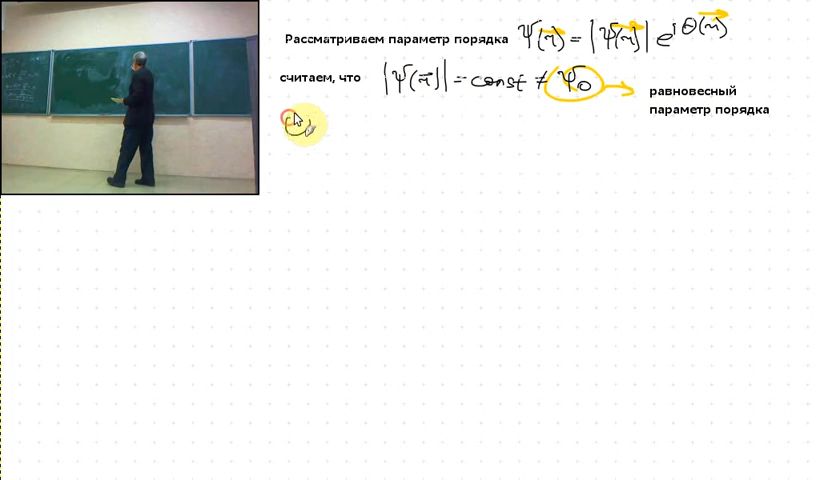 Рассматриваем параметр порядка Ψ(r⃗) = |Ψ(r⃗)| e^{iΘ(r⃗)}
считаем, что |Ψ(r⃗)| = const ≠ Ψ₀ → равновесный
параметр порядка